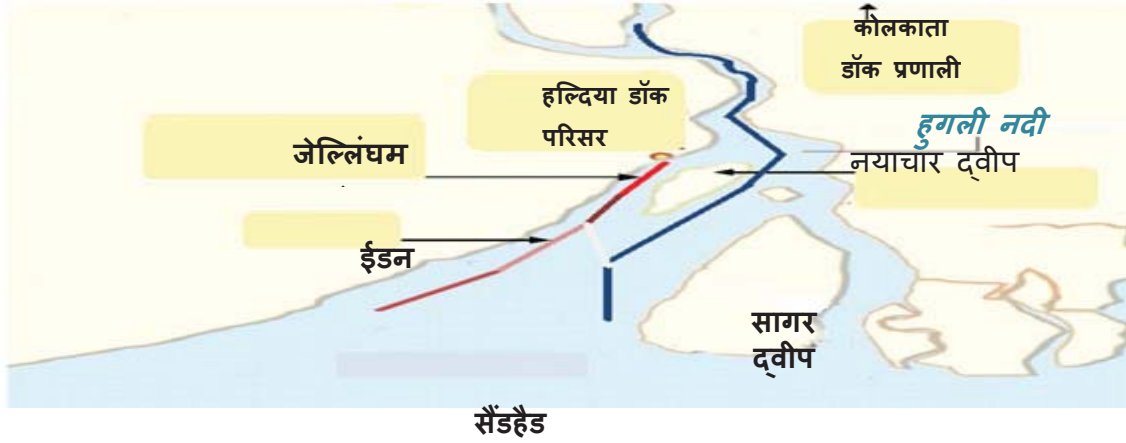 कोलकाता
डॉक प्रणाली
हल्दिया डॉक
परिसर
हुगली नदी
जेल्लिंघम
नयाचार द्वीप
ईडन
सागर
द्वीप
सैंडहैड